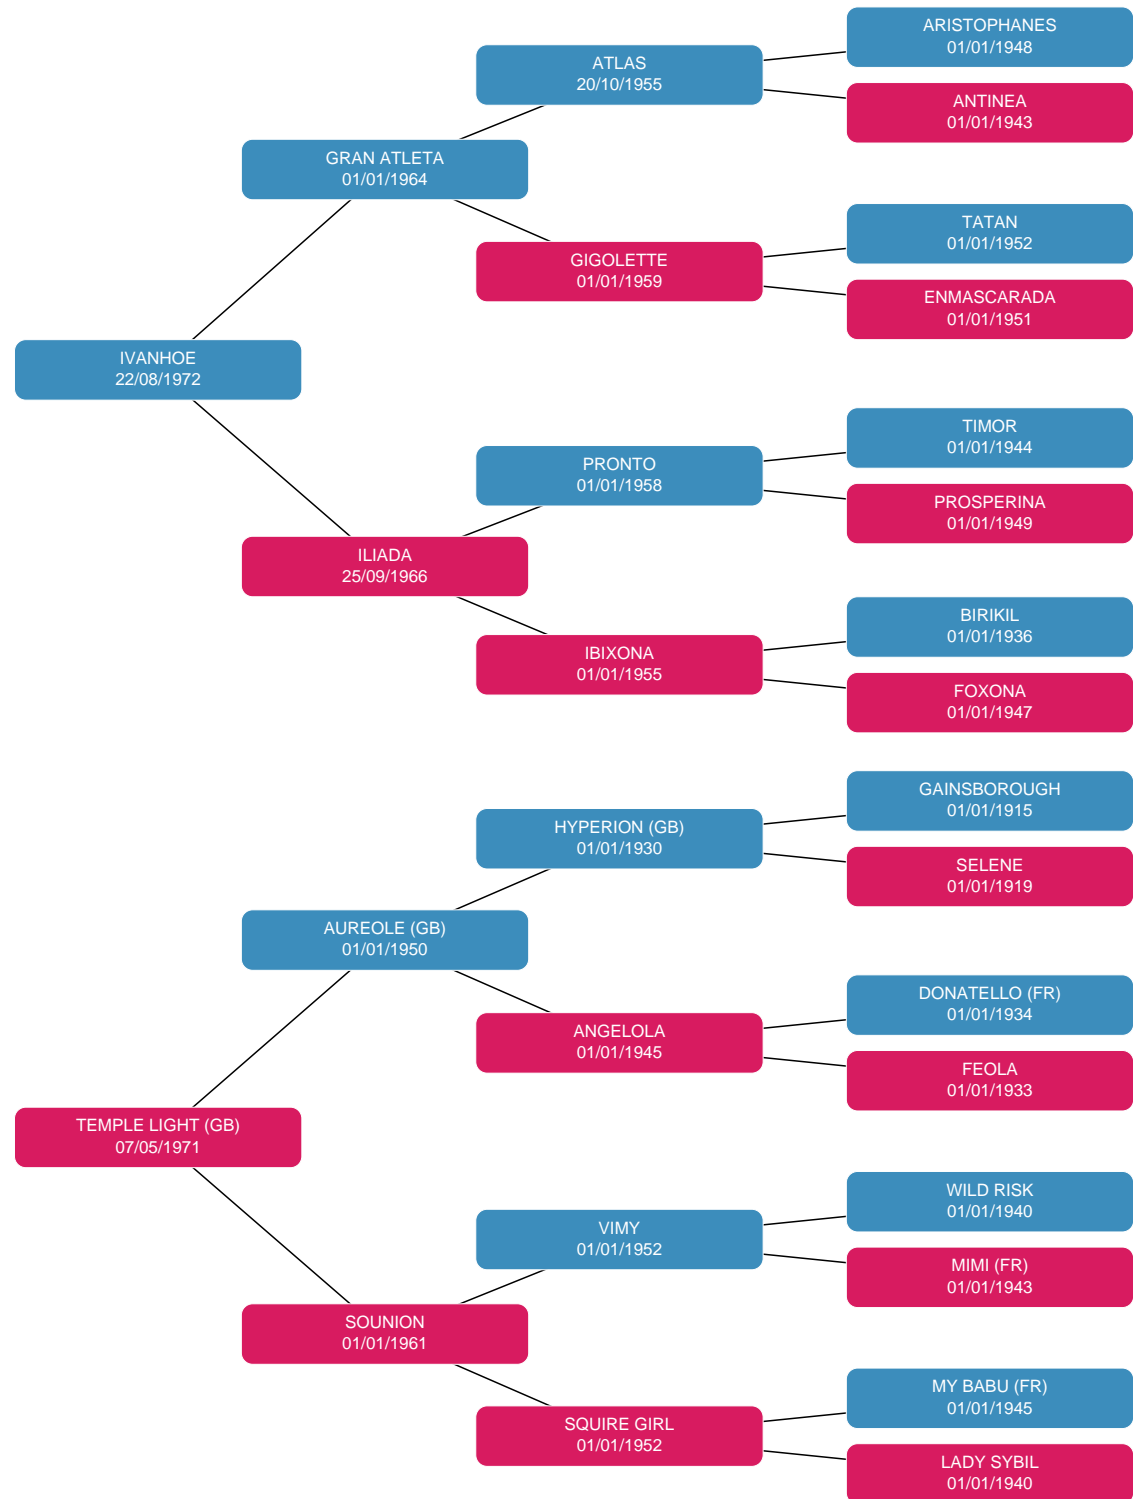 ARISTOPHANES
01/01/1948
ATLAS
20/10/1955
ANTINEA
01/01/1943
GRAN ATLETA
01/01/1964
TATAN
01/01/1952
GIGOLETTE
01/01/1959
ENMASCARADA
01/01/1951
IVANHOE
22/08/1972
TIMOR
01/01/1944
PRONTO
01/01/1958
PROSPERINA
01/01/1949
ILIADA
25/09/1966
BIRIKIL
01/01/1936
IBIXONA
01/01/1955
FOXONA
01/01/1947
GAINSBOROUGH
01/01/1915
HYPERION (GB)
01/01/1930
SELENE
01/01/1919
AUREOLE (GB)
01/01/1950
DONATELLO (FR)
01/01/1934
ANGELOLA
01/01/1945
FEOLA
01/01/1933
TEMPLE LIGHT (GB)
07/05/1971
WILD RISK
01/01/1940
VIMY
01/01/1952
MIMI (FR)
01/01/1943
SOUNION
01/01/1961
MY BABU (FR)
01/01/1945
SQUIRE GIRL
01/01/1952
LADY SYBIL
01/01/1940